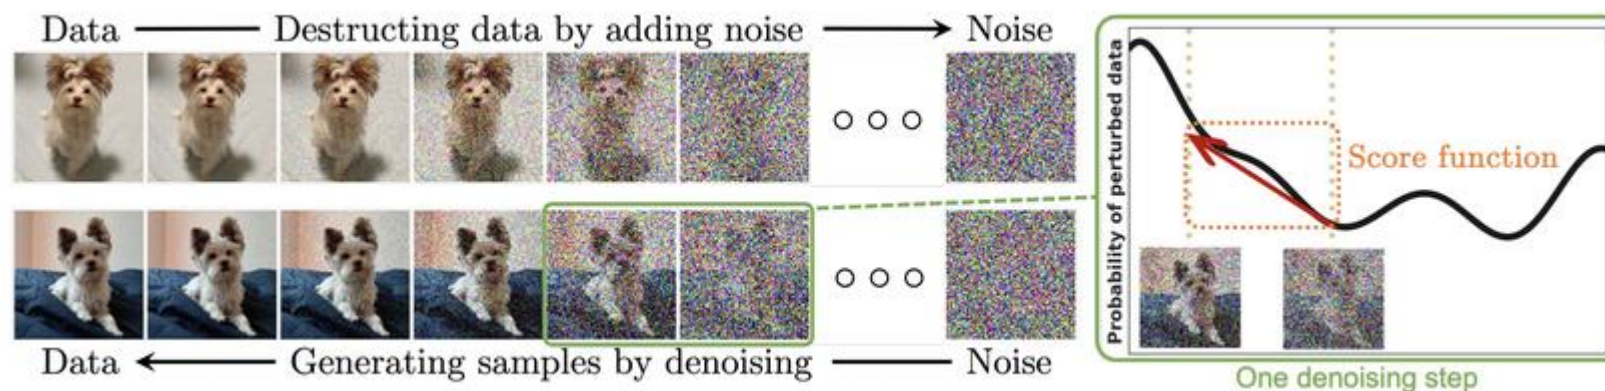 Data Destructing data by adding noise Noise
Probability of perturbed data
Score function
Data Generating samples by denoising Noise
One denoising step